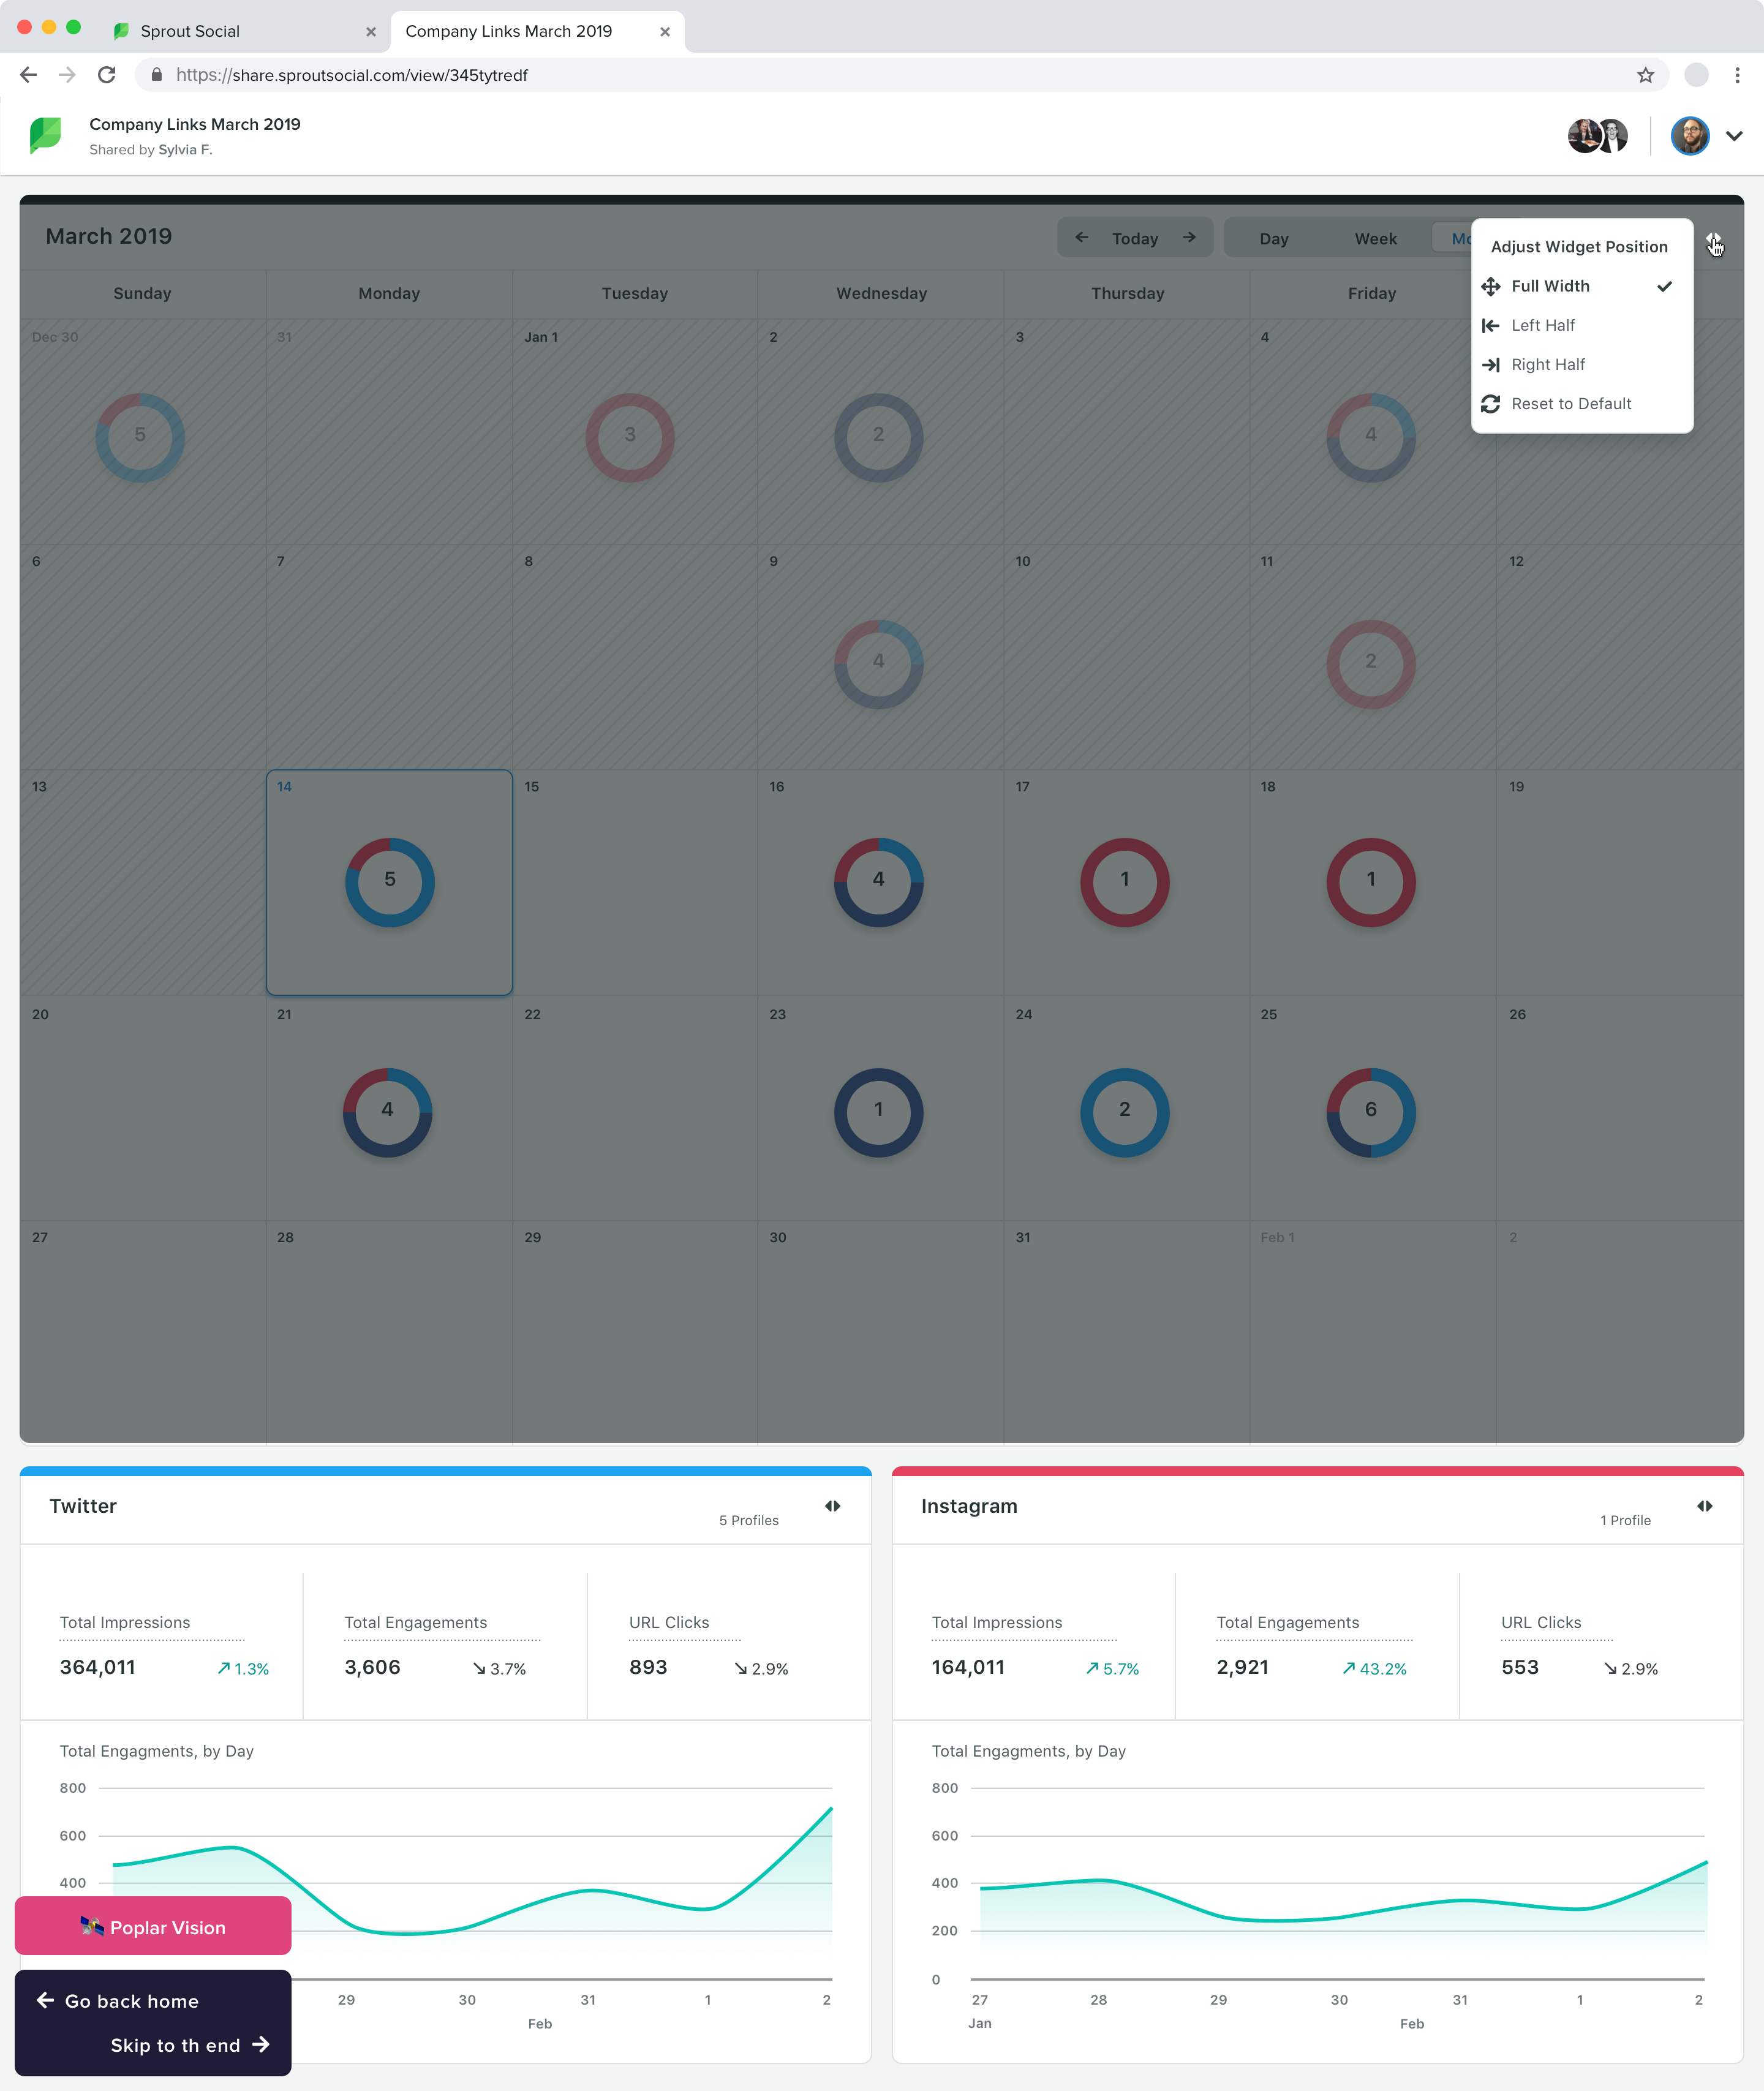 Sprout Social
Company Links March 2019
https://share.sproutsocial.com/view/345tytredf
Company Links March 2019
Shared by Sylvia F.
March 2019
Today
Day
Week
Adjust Widget Position
Full Width
Left Half
Right Half
Reset to Default
Sunday Monday Tuesday Wednesday Thursday Friday
Dec 30 31 Jan 1 2 3 4
5 3 2 4
6 7 8 9 10 11 12
4 2
13 14 15 16 17 18 19
5 4 1 1
20 21 22 23 24 25 26
4 1 2 6
27 28 29 30 31 Feb 1 2
Twitter
5 Profiles
Total Impressions
364,011 1.3%
Total Engagements
3,606 3.7%
URL Clicks
893 2.9%
Total Engagments, by Day
800
600
400
29 30 31 1 2
Feb
Instagram
1 Profile
Total Impressions
164,011 5.7%
Total Engagements
2,921 43.2%
URL Clicks
553 2.9%
Total Engagments, by Day
800
600
400
200
0
27 28 29 30 31 1 2
Jan Feb
Poplar Vision
Go back home
Skip to th end